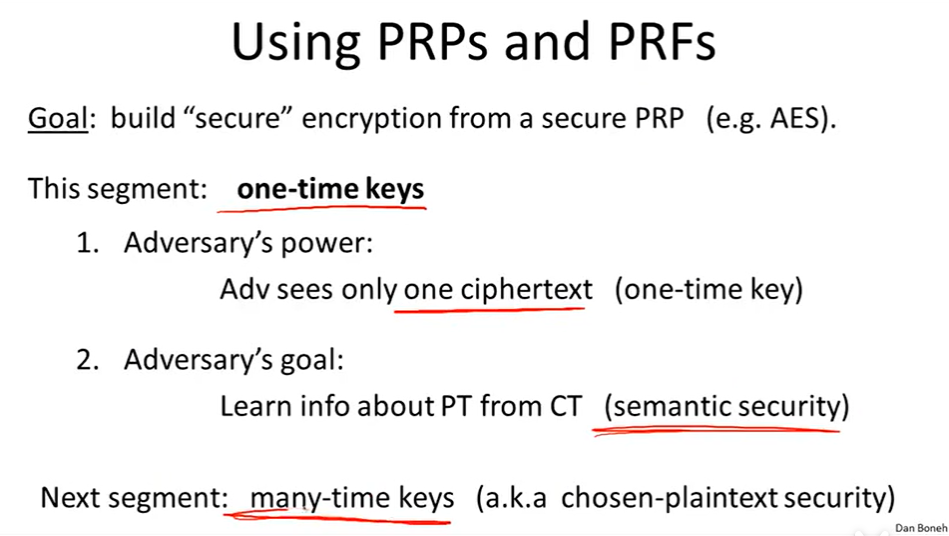 Using PRPs and PRFs
Goal: build “secure” encryption from a secure PRP (e.g. AES).
This segment: one-time keys
1. Adversary’s power:
Adv sees only one ciphertext (one-time key)
2. Adversary’s goal:
Learn info about PT from CT (semantic security)
Next segment: many-time keys (a.k.a chosen-plaintext security)
Dan Boneh